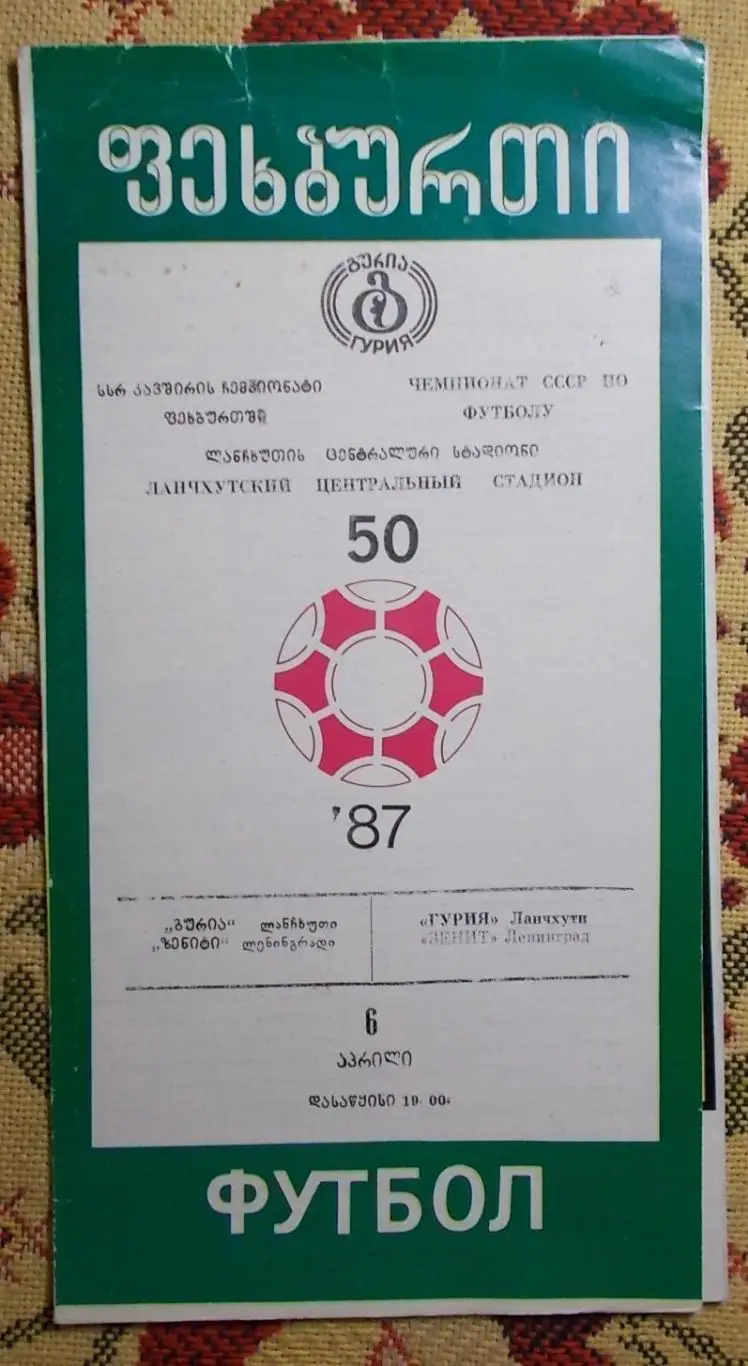 ფეხბურთი
გურია
ГУРИЯ
სსრ კავშირის ჩემპიონატი
ფეხბურთში
ЧЕМПИОНАТ СССР ПО
ФУТБОЛУ
ლანჩხუთის ცენტრალური სტადიონი
ЛАНЧХУТСКИЙ ЦЕНТРАЛЬНЫЙ СТАДИОН
50
'87
„გურია“ ლანჩხუთი
„ზენიტი“ ლენინგრადი
«ГУРИЯ» Ланчхути
«ЗЕНИТ» Ленинград
6
აპრილი
დასაწყისი 19.00.
ФУТБОЛ